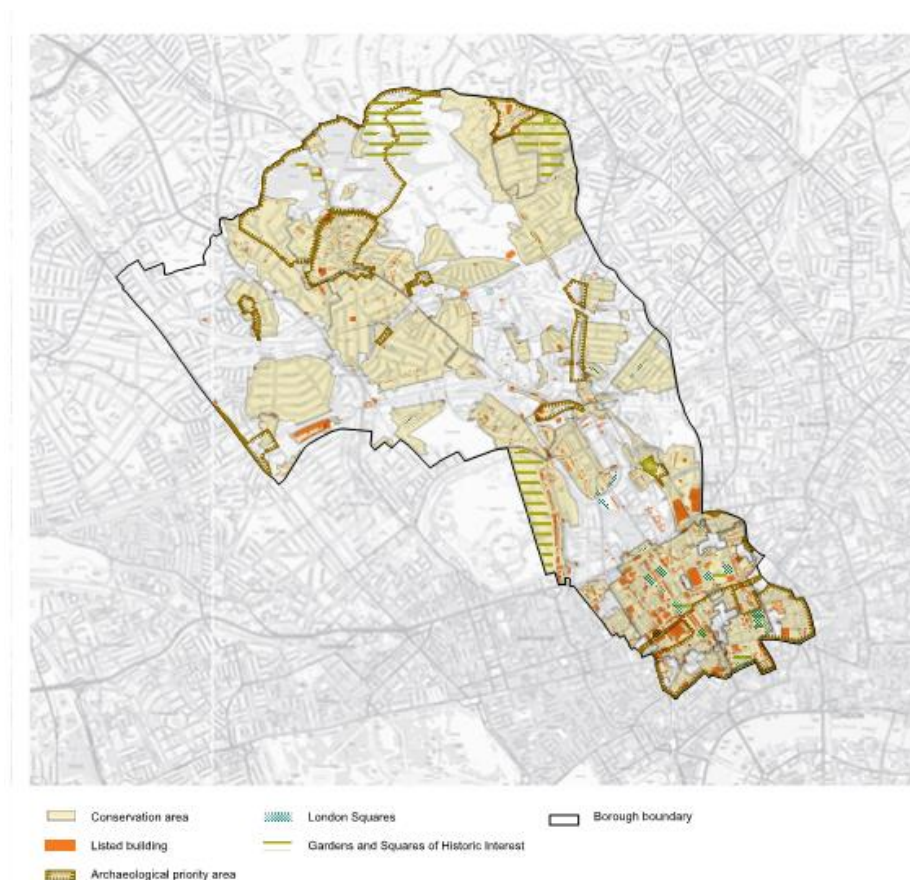 Conservation area
London Squares
Borough boundary
Listed building
Gardens and Squares of Historic Interest
Archaeological priority area